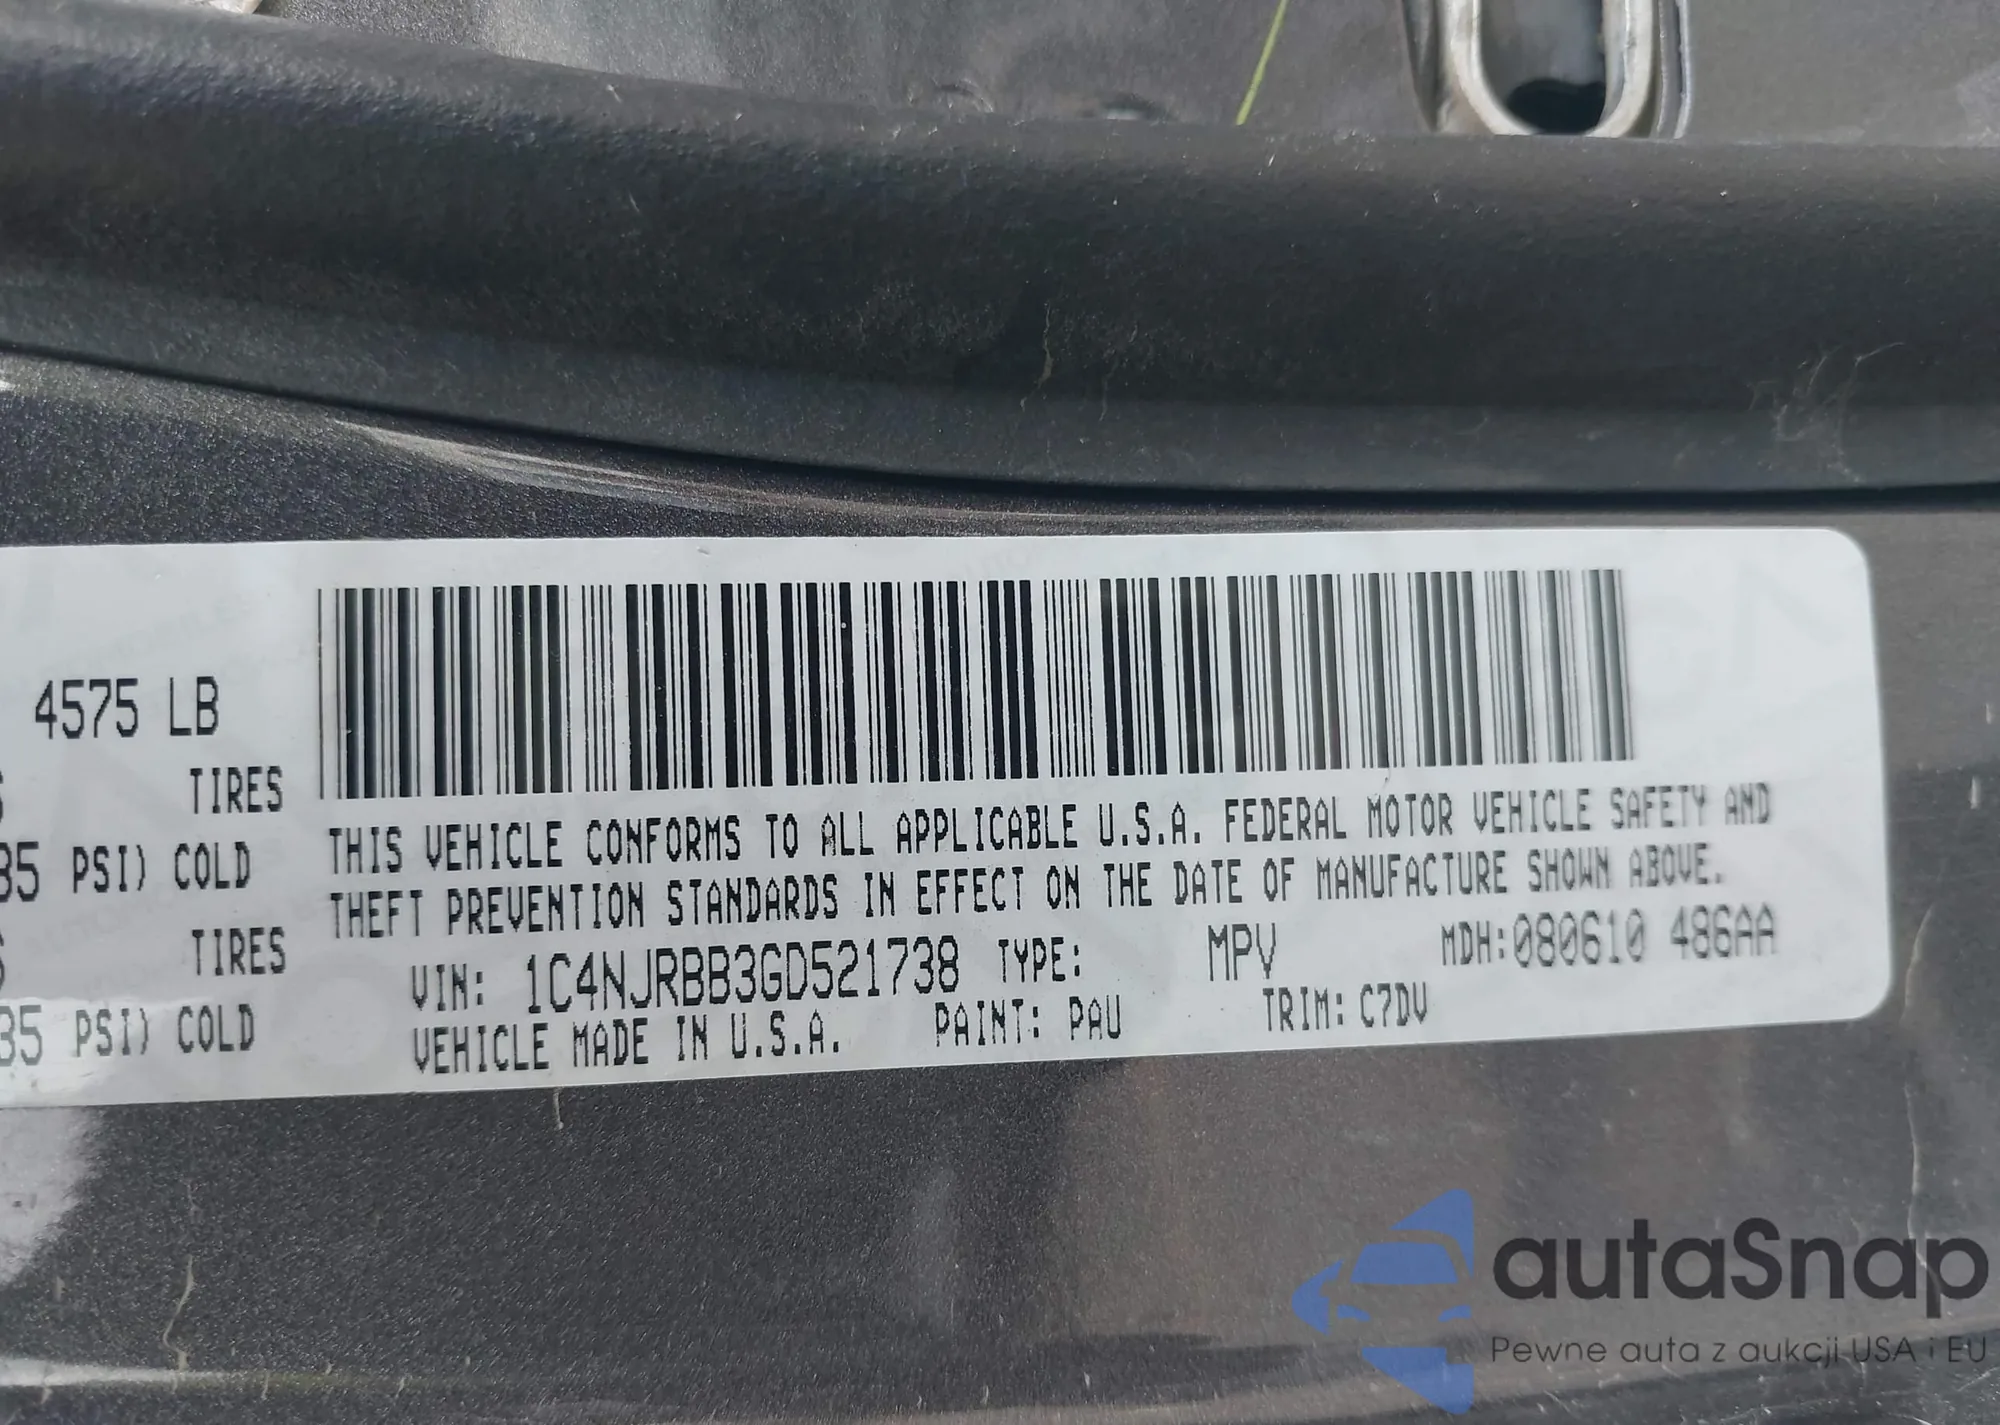 4575 LB
TIRES
35 PSI) COLD
TIRES
35 PSI) COLD
THIS VEHICLE CONFORMS TO ALL APPLICABLE U.S.A. FEDERAL MOTOR VEHICLE SAFETY AND
THEFT PREVENTION STANDARDS IN EFFECT ON THE DATE OF MANUFACTURE SHOWN ABOVE.
VIN: 1C4NJRBB3GD521738 TYPE: MPV MDH:080610 486AA
VEHICLE MADE IN U.S.A. PAINT: PAU TRIM: C7DV
autaSnap
Pewne auta z aukcji USA i EU